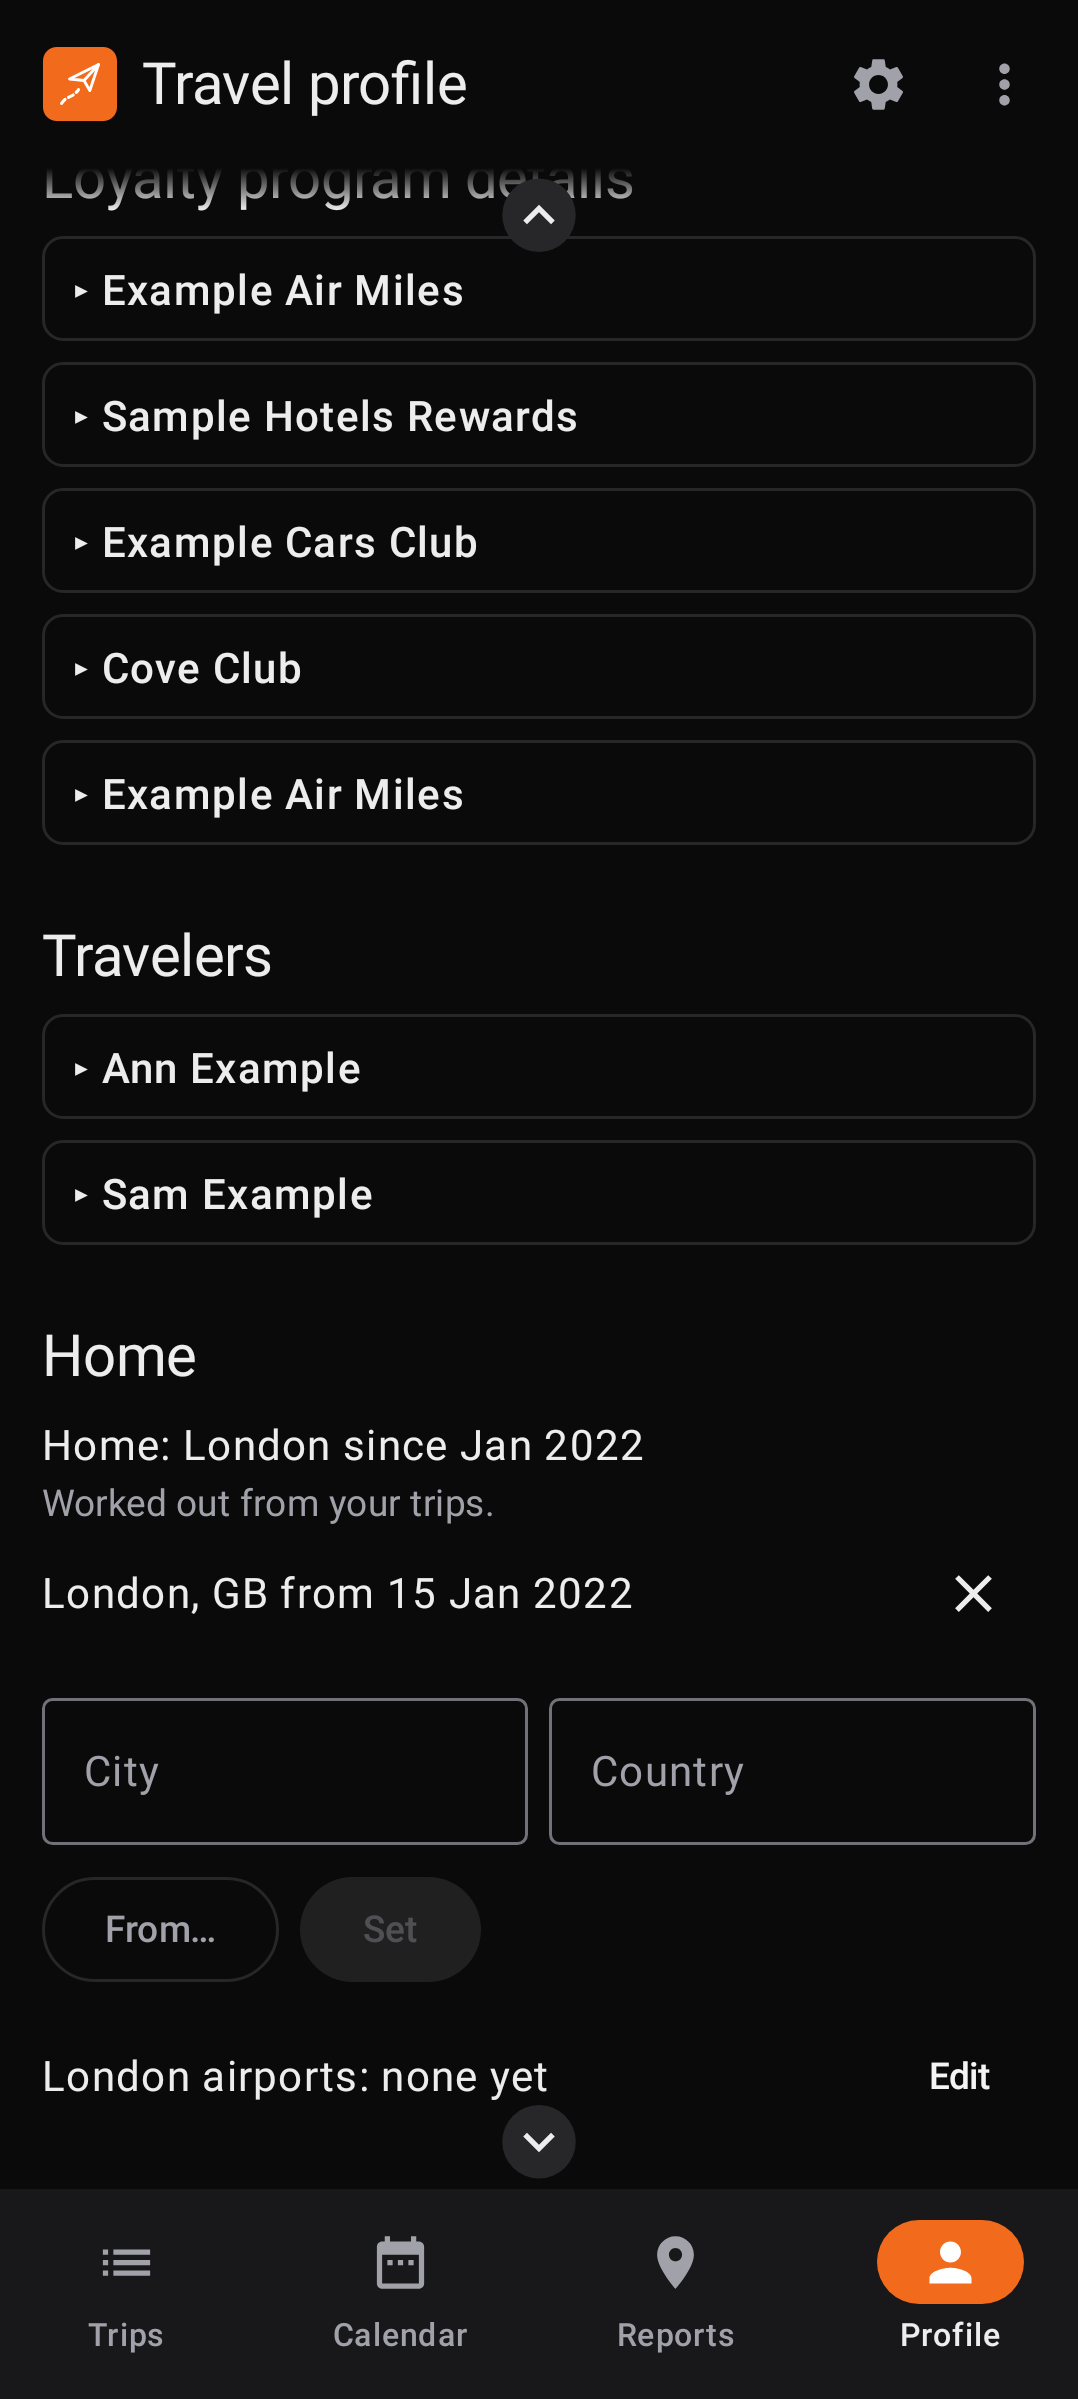 Travel profile
Loyalty program details
Example Air Miles
Sample Hotels Rewards
Example Cars Club
Cove Club
Example Air Miles
Travelers
Ann Example
Sam Example
Home
Home: London since Jan 2022
Worked out from your trips.
London, GB from 15 Jan 2022
City Country
From... Set
London airports: none yet Edit
Trips Calendar Reports Profile